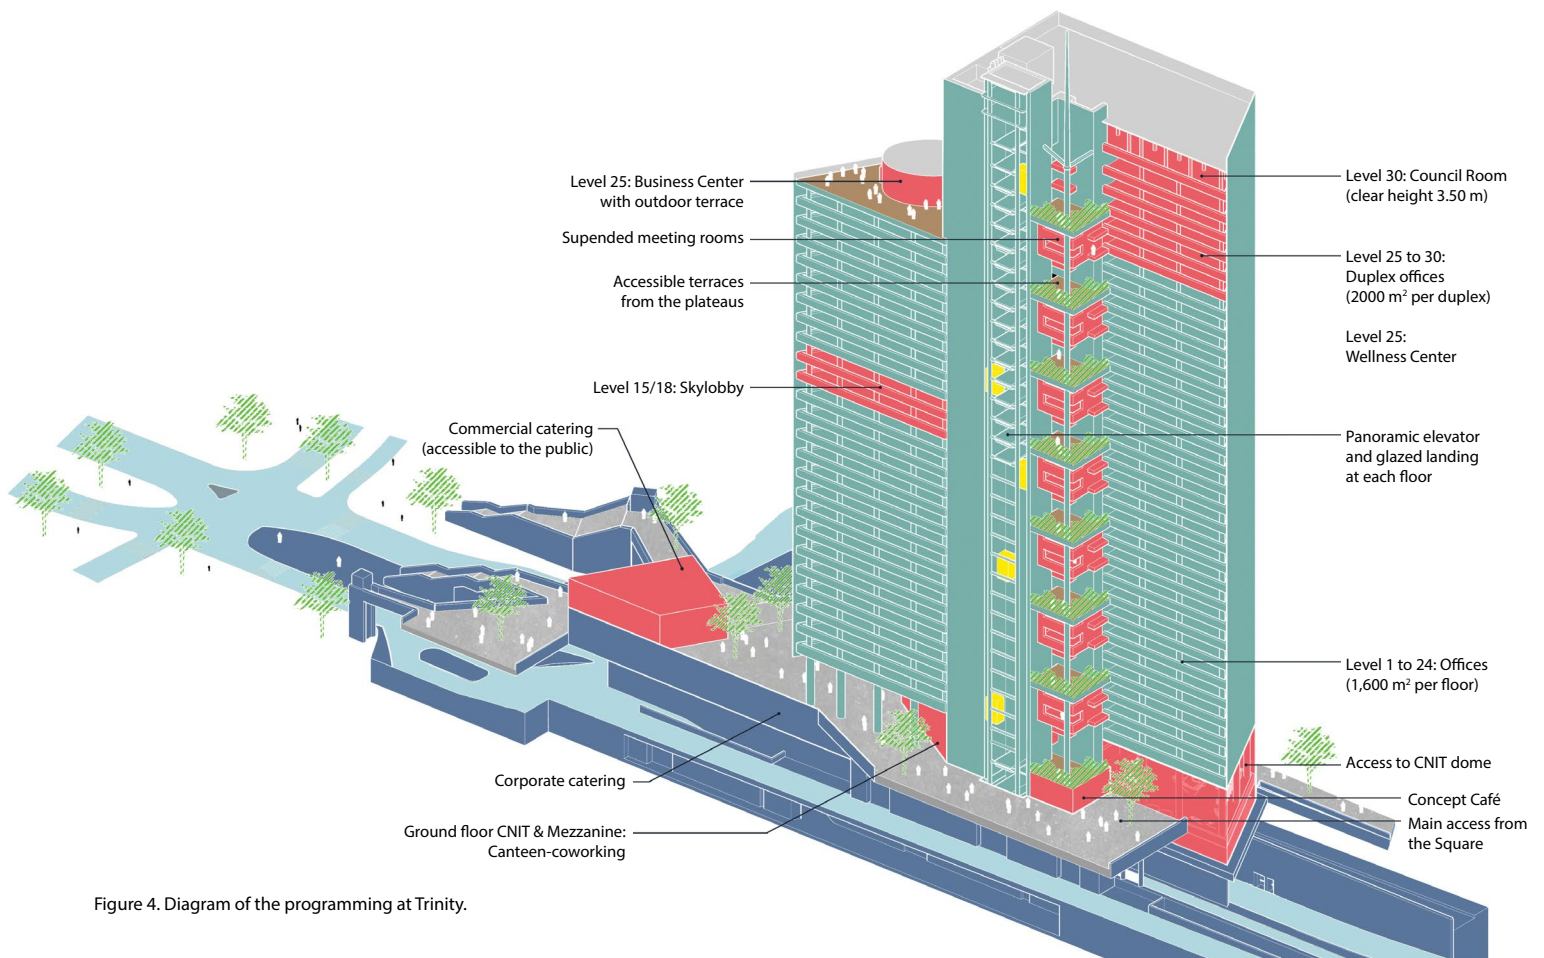 Level 25: Business Center
with outdoor terrace
Supended meeting rooms
Accessible terraces
from the plateaus
Level 15/18: Skylobby
Commercial catering
(accessible to the public)
Corporate catering
Ground floor CNIT & Mezzanine:
Canteen-coworking
Level 30: Council Room
(clear height 3.50 m)
Level 25 to 30:
Duplex offices
(2000 m² per duplex)
Level 25:
Wellness Center
Panoramic elevator
and glazed landing
at each floor
Level 1 to 24: Offices
(1,600 m² per floor)
Access to CNIT dome
Concept Café
Main access from
the Square
Figure 4. Diagram of the programming at Trinity.